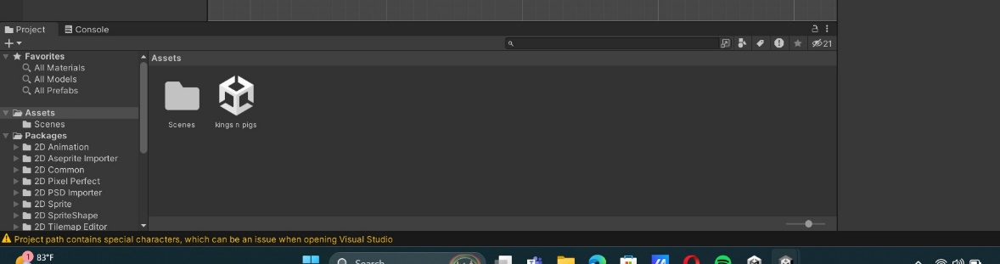 Project Console
21
Favorites
All Materials
All Models
All Prefabs
Assets
Scenes
Packages
2D Animation
2D Aseprite Importer
2D Common
2D Pixel Perfect
2D PSD Importer
2D Sprite
2D SpriteShape
2D Tilemap Editor
Assets
Scenes kings n pigs
Project path contains special characters, which can be an issue when opening Visual Studio
1 83°F
Search